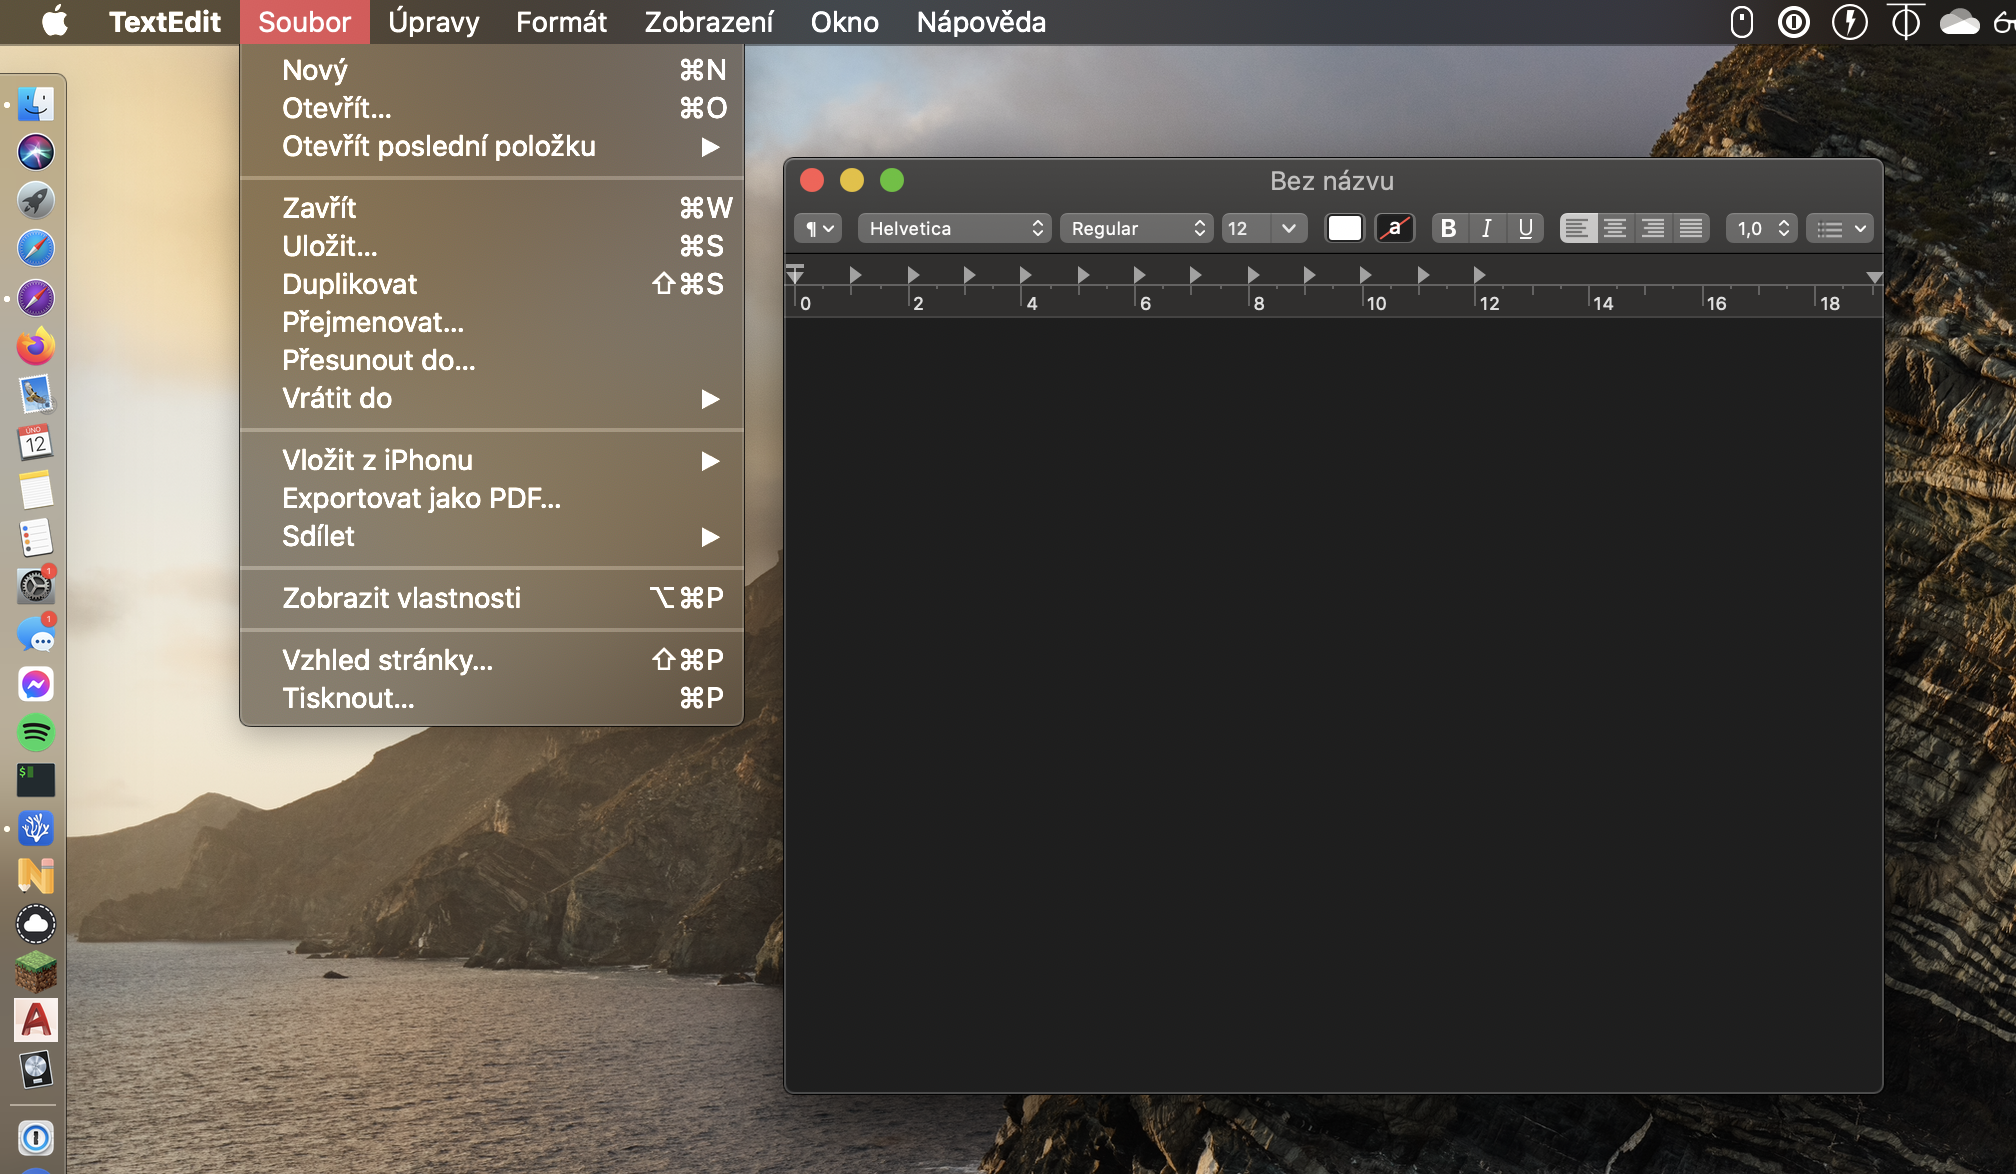 TextEdit Soubor Úpravy Formát Zobrazení Okno Nápověda
Nový ⌘N
Otevřít... ⌘O
Otevřít poslední položku ▶
Zavřít ⌘W
Uložit... ⌘S
Duplikovat ⇧⌘S
Přejmenovat...
Přesunout do...
Vrátit do ▶
Vložit z iPhonu ▶
Exportovat jako PDF...
Sdílet ▶
Zobrazit vlastnosti ⌥⌘P
Vzhled stránky... ⇧⌘P
Tisknout... ⌘P
Bez názvu
¶ Helvetica Regular 12 a B I U 1,0
0 2 4 6 8 10 12 14 16 18
ÚNO
12
1
1
$